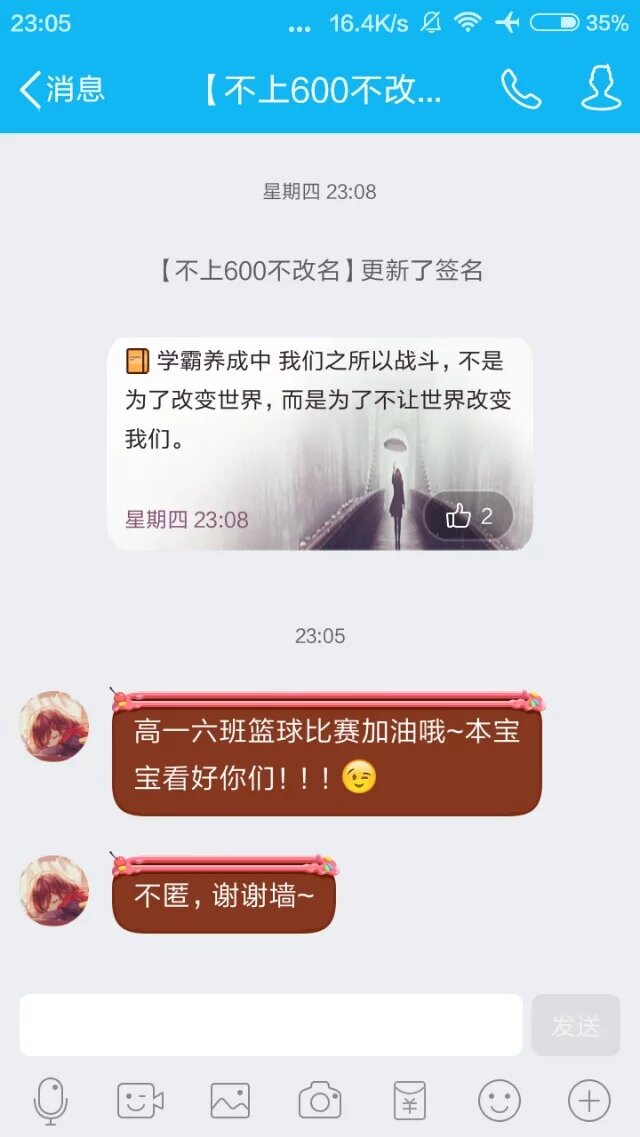 23:05 ... 16.4K/s 35%
消息 【不上600不改...
星期四 23:08
【不上600不改名】更新了签名
学霸养成中 我们之所以战斗，不是
为了改变世界，而是为了不让世界改变
我们。
星期四 23:08 2
23:05
高一六班篮球比赛加油哦~本宝
宝看好你们！！！
不匿，谢谢墙~
发送